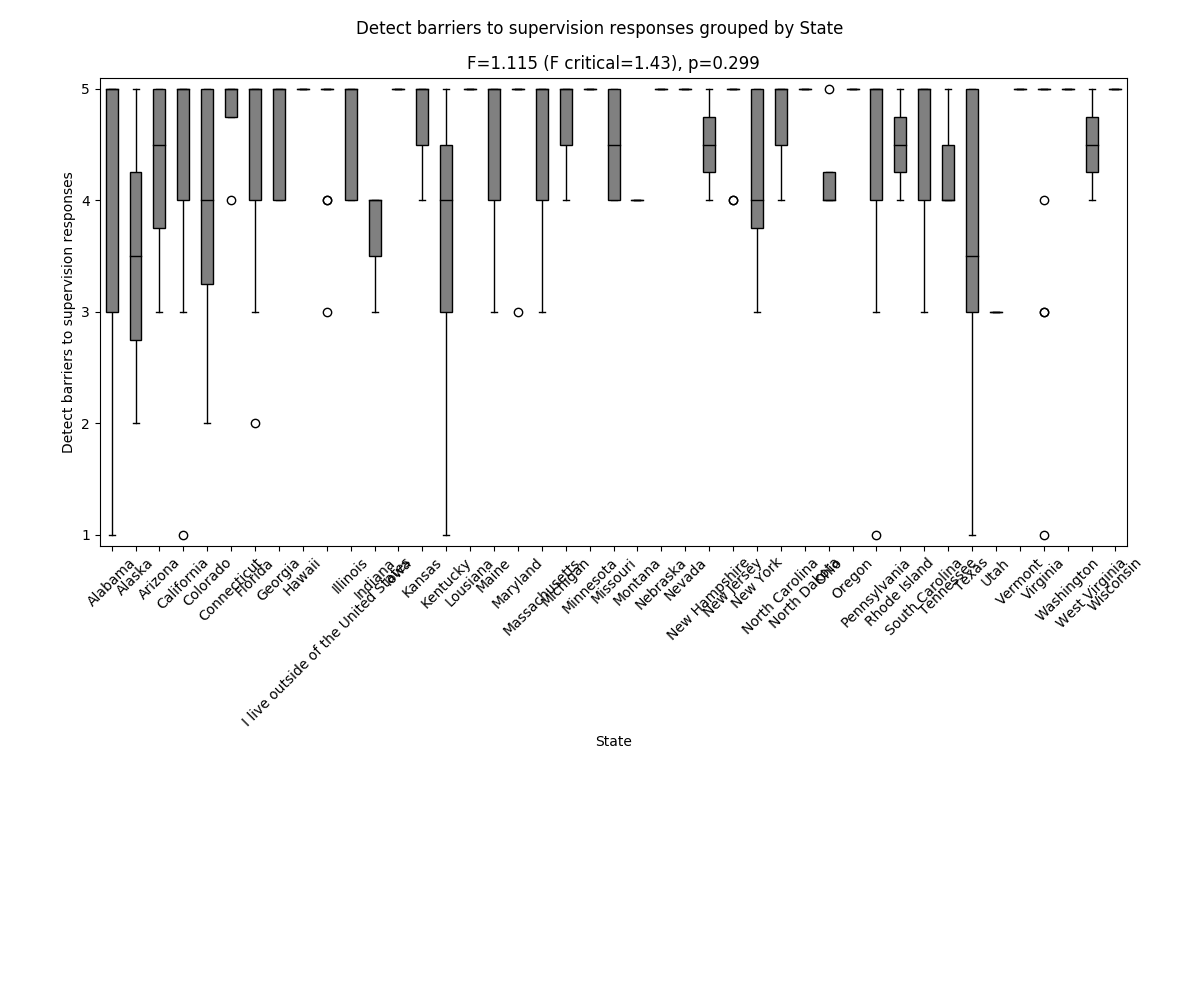 Detect barriers to supervision responses grouped by State
F=1.115 (F critical=1.43), p=0.299
Detect barriers to supervision responses
5
4
3
2
1
Alabama
Alaska
Arizona
California
Colorado
Connecticut
Florida
Georgia
Hawaii
I live outside of the United States
Illinois
Indiana
Iowa
Kansas
Kentucky
Lousiana
Maine
Maryland
Massachusetts
Michigan
Minnesota
Missouri
Montana
Nebraska
Nevada
New Hampshire
New Jersey
New York
North Carolina
North Dakota
Ohio
Oregon
Pennsylvania
Rhode Island
South Carolina
Tennessee
Texas
Utah
Vermont
Virginia
Washington
West Virginia
Wisconsin
State